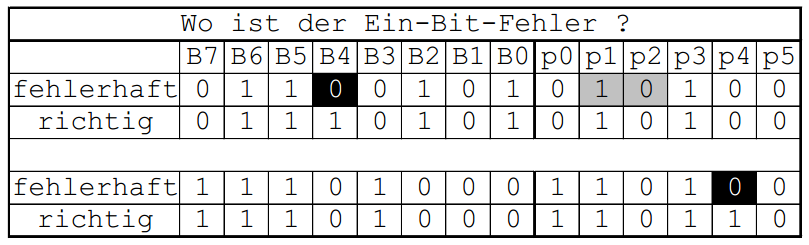 Wo ist der Ein-Bit-Fehler ?
B7 B6 B5 B4 B3 B2 B1 B0 p0 p1 p2 p3 p4 p5
fehlerhaft 0 1 1 0 0 1 0 1 0 1 0 1 0 0
richtig 0 1 1 1 0 1 0 1 0 1 0 1 0 0
fehlerhaft 1 1 1 0 1 0 0 0 1 1 0 1 0 0
richtig 1 1 1 0 1 0 0 0 1 1 0 1 1 0